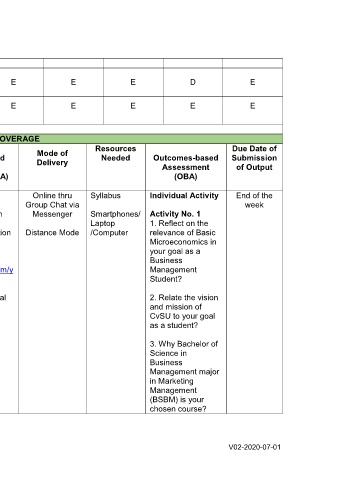 E E E D E
E E E E E
OVERAGE
d
A)
Mode of
Delivery
Resources
Needed
Outcomes-based
Assessment
(OBA)
Due Date of
Submission
of Output
n
ion
m/y
al
Online thru
Group Chat via
Messenger
Distance Mode
Syllabus
Smartphones/
Laptop
/Computer
Individual Activity
Activity No. 1
1. Reflect on the
relevance of Basic
Microeconomics in
your goal as a
Business
Management
Student?
2. Relate the vision
and mission of
CvSU to your goal
as a student?
3. Why Bachelor of
Science in
Business
Management major
in Marketing
Management
(BSBM) is your
chosen course?
End of the
week
V02-2020-07-01